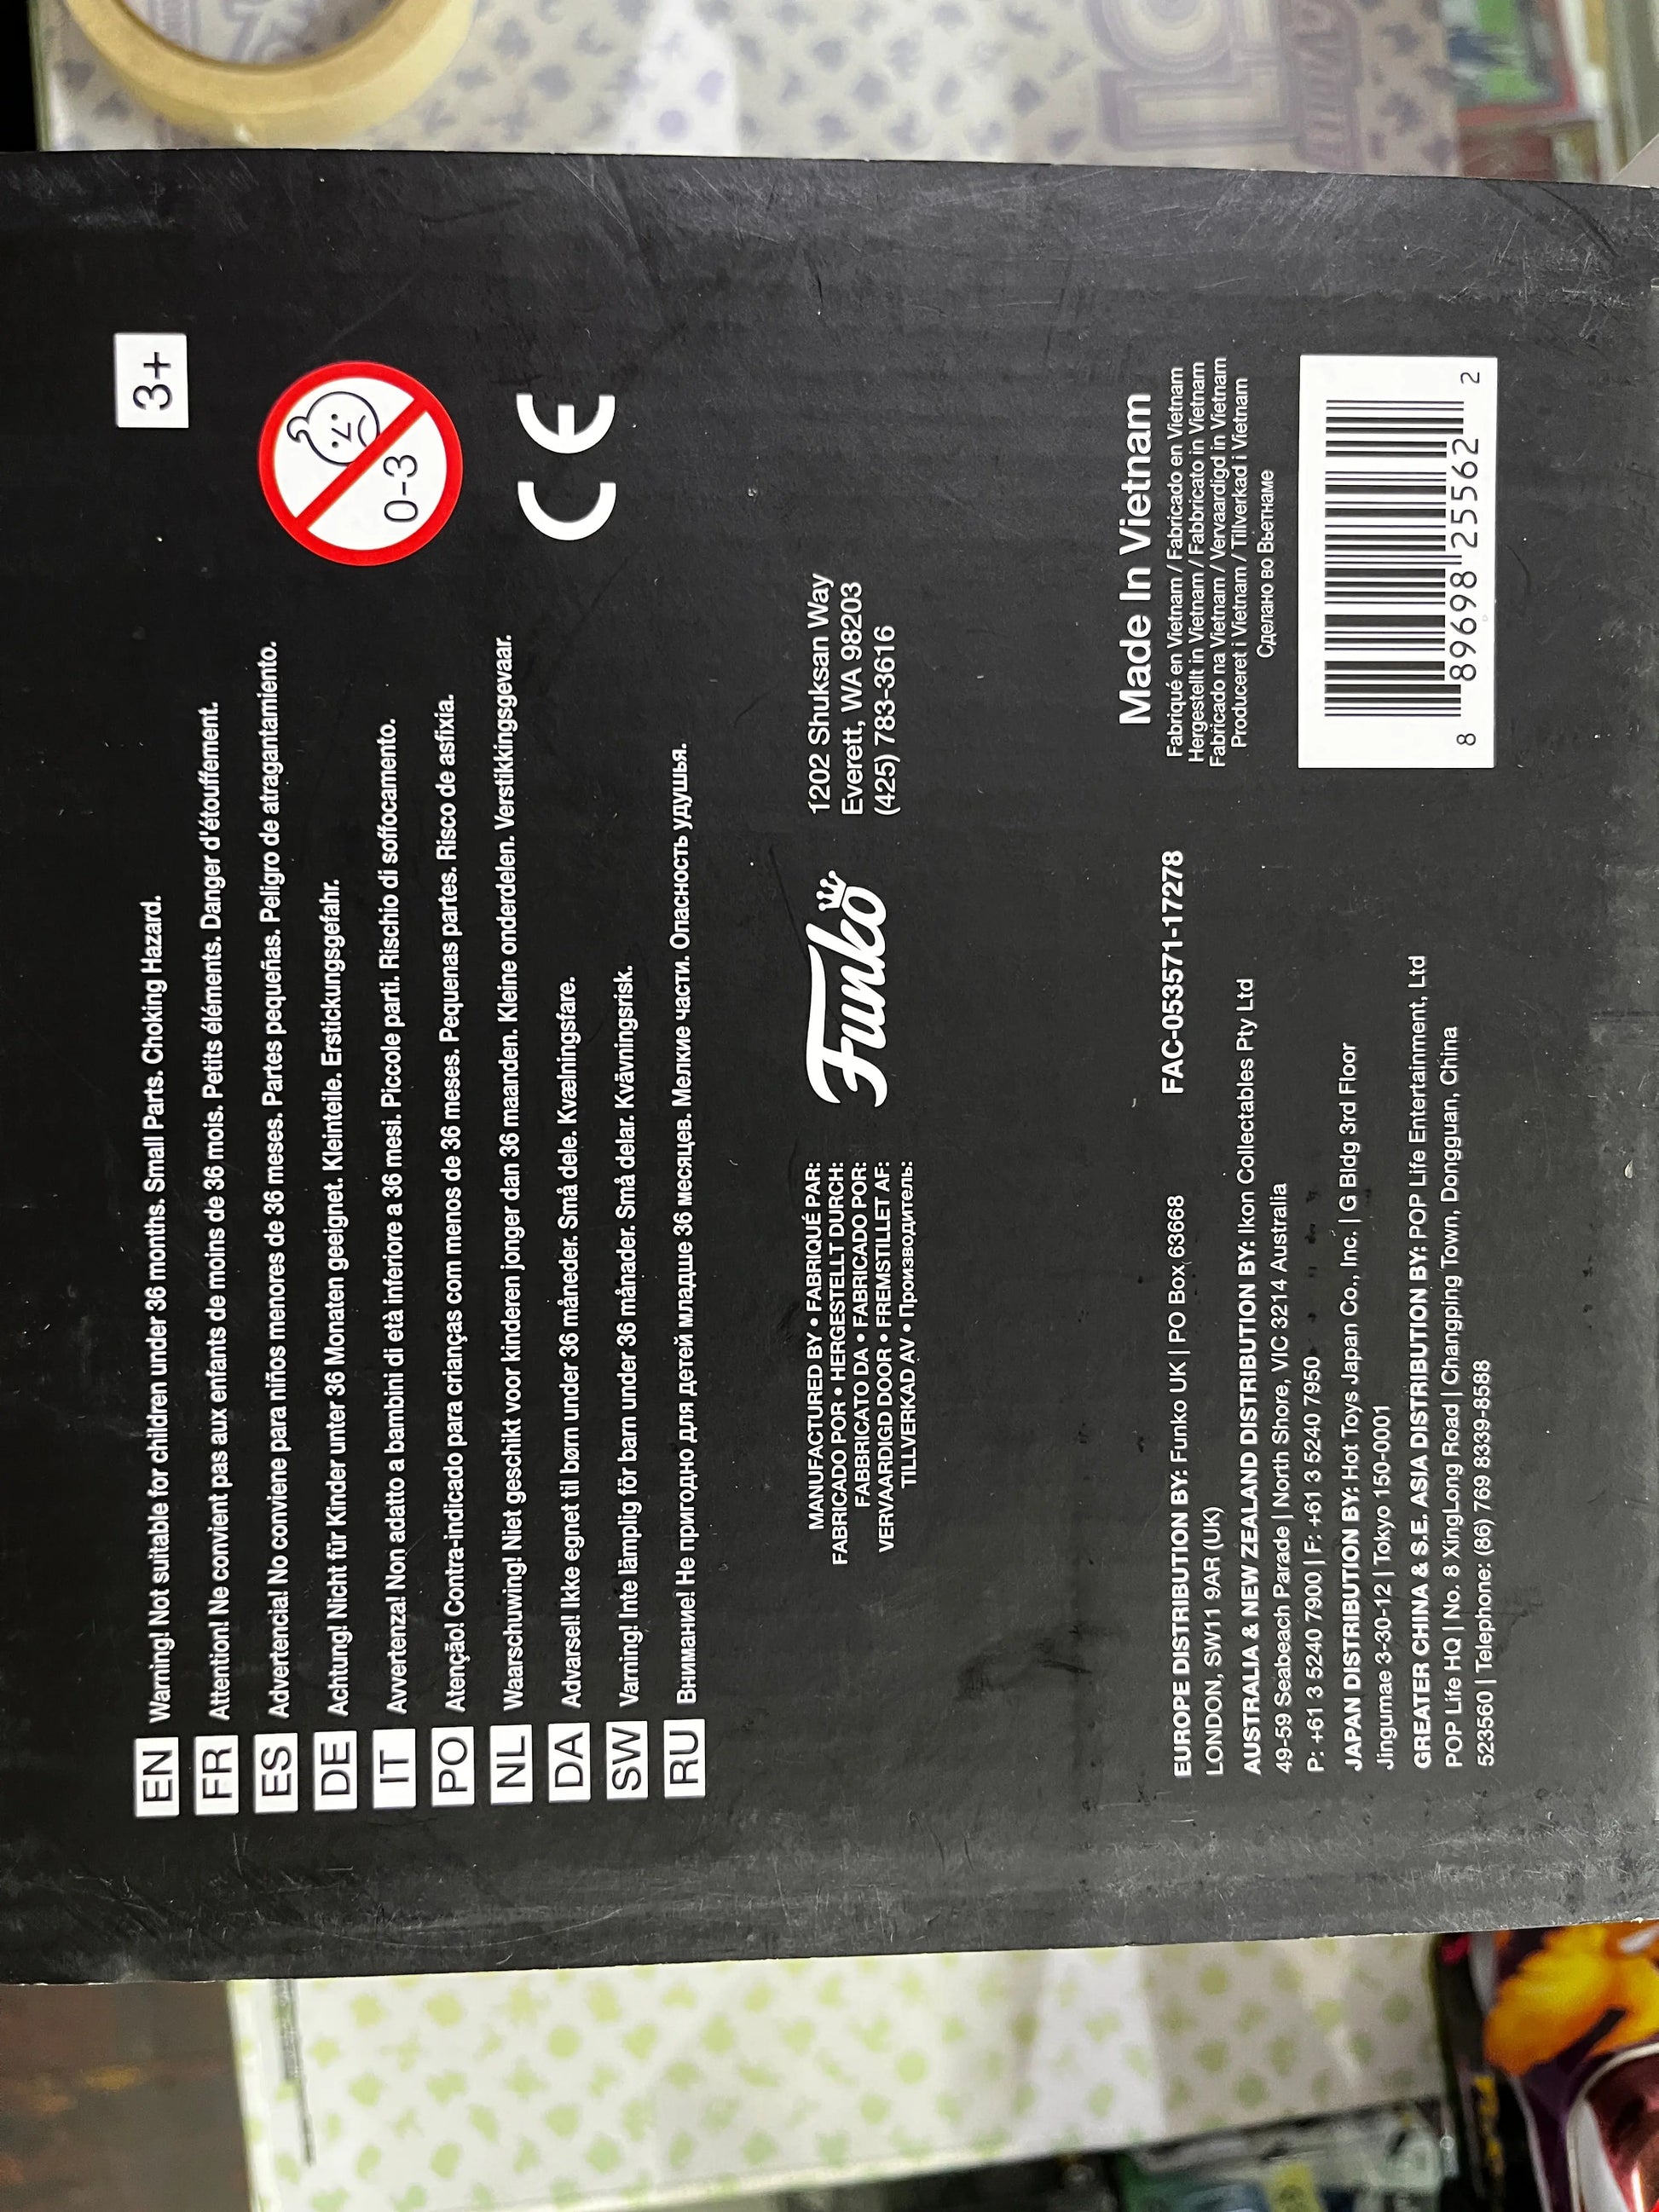 3+
EN Warning! Not suitable for children under 36 months. Small Parts. Choking Hazard.
FR Attention! Ne convient pas aux enfants de moins de 36 mois. Petits éléments. Danger d'étouffement.
ES Advertencia! No conviene para niños menores de 36 meses. Partes pequeñas. Peligro de atragantamiento.
DE Achtung! Nicht für Kinder unter 36 Monaten geeignet. Kleinteile. Erstickungsgefahr.
IT Avvertenza! Non adatto a bambini di età inferiore a 36 mesi. Piccole parti. Rischio di soffocamento.
PO Atenção! Contra-indicado para crianças com menos de 36 meses. Pequenas partes. Risco de asfixia.
NL Waarschuwing! Niet geschikt voor kinderen jonger dan 36 maanden. Kleine onderdelen. Verstikkingsgevaar.
DA Advarsel! Ikke egnet til børn under 36 måneder. Små dele. Kvælningsfare.
SW Varning! Inte lämplig för barn under 36 månader. Små delar. Kvävningsrisk.
RU Внимание! Не пригодно для детей младше 36 месяцев. Мелкие части. Опасность удушья.
0-3
CE
MANUFACTURED BY • FABRIQUÉ PAR:
FABRICADO POR • HERGESTELLT DURCH:
FABBRICATO DA • FABRICADO POR:
VERVAARDIGD DOOR • FREMSTILLET AF:
TILLVERKAD AV • Производитель:
Funko
1202 Shuksan Way
Everett, WA 98203
(425) 783-3616
FAC-053571-17278
EUROPE DISTRIBUTION BY: Funko UK | PO Box 63668
LONDON, SW11 9AR (UK)
AUSTRALIA & NEW ZEALAND DISTRIBUTION BY: Ikon Collectables Pty Ltd
49-59 Seabeach Parade | North Shore, VIC 3214 Australia
P: +61 3 5240 7900 | F: +61 3 5240 7950
JAPAN DISTRIBUTION BY: Hot Toys Japan Co., Inc. | G Bldg 3rd Floor
Jingumae 3-30-12 | Tokyo 150-0001
GREATER CHINA & S.E. ASIA DISTRIBUTION BY: POP Life Entertainment, Ltd
POP Life HQ | No. 8 XingLong Road | Changping Town, Dongguan, China
523560 | Telephone: (86) 769 8339-8588
Made In Vietnam
Fabriqué en Vietnam / Fabricado en Vietnam
Hergestellt in Vietnam / Fabbricato in Vietnam
Fabricado na Vietnam / Vervaardigd in Vietnam
Produceret i Vietnam / Tillverkad i Vietnam
Сделано во Вьетнаме
8 89698 25562 2